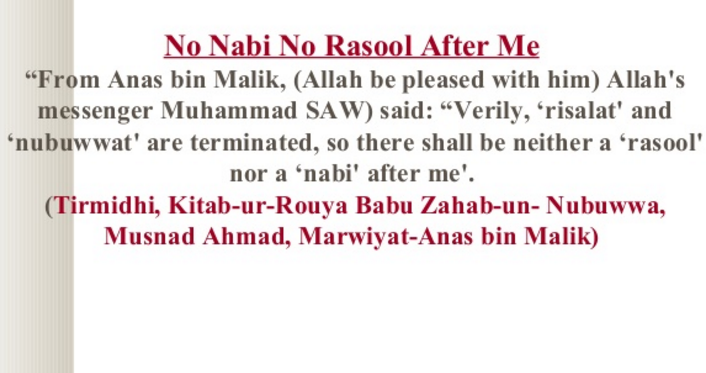 No Nabi No Rasool After Me
“From Anas bin Malik, (Allah be pleased with him) Allah's
messenger Muhammad SAW) said: “Verily, ‘risalat' and
‘nubuwwat' are terminated, so there shall be neither a ‘rasool'
nor a ‘nabi' after me'.
(Tirmidhi, Kitab-ur-Rouya Babu Zahab-un- Nubuwwa,
Musnad Ahmad, Marwiyat-Anas bin Malik)